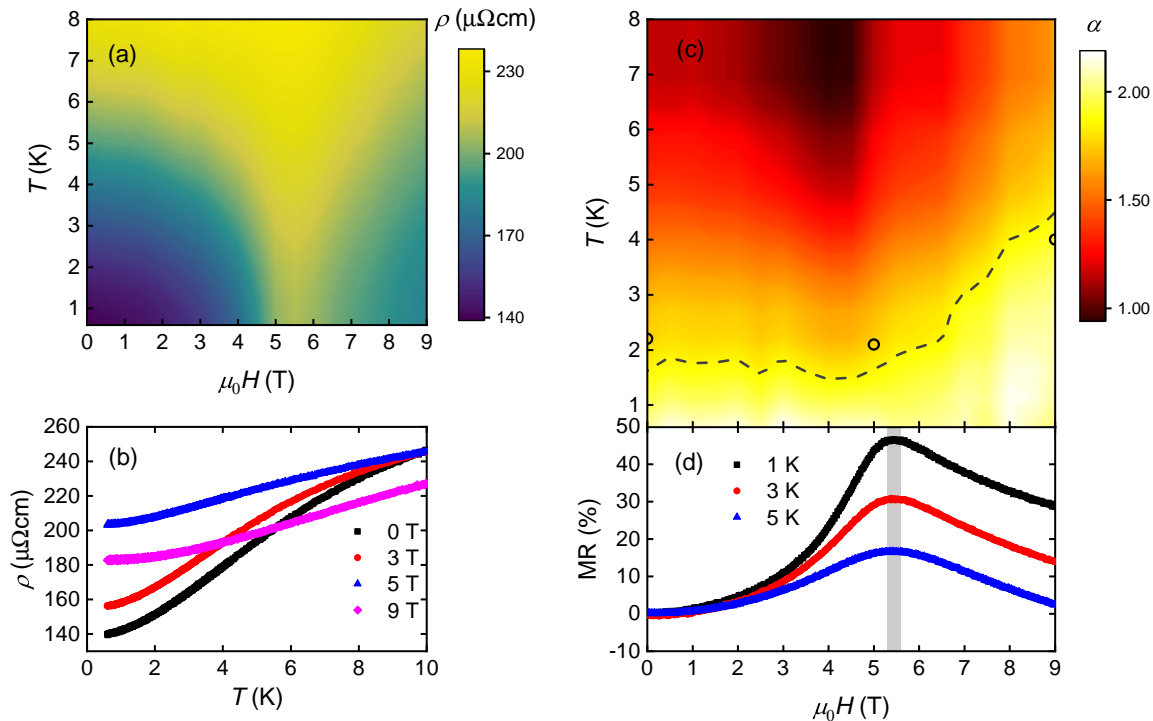 (a)
ρ (μΩcm)
8
7
6
5
4
3
2
1
T (K)
0 1 2 3 4 5 6 7 8 9
μ₀H (T)
230
200
170
140
(b)
260
240
220
200
180
160
140
ρ (μΩcm)
0 T
3 T
5 T
9 T
0 2 4 6 8 10
T (K)
(c)
α
8
7
6
5
4
3
2
1
T (K)
2.00
1.50
1.00
(d)
50
40
30
20
10
0
-10
MR (%)
1 K
3 K
5 K
0 1 2 3 4 5 6 7 8 9
μ₀H (T)